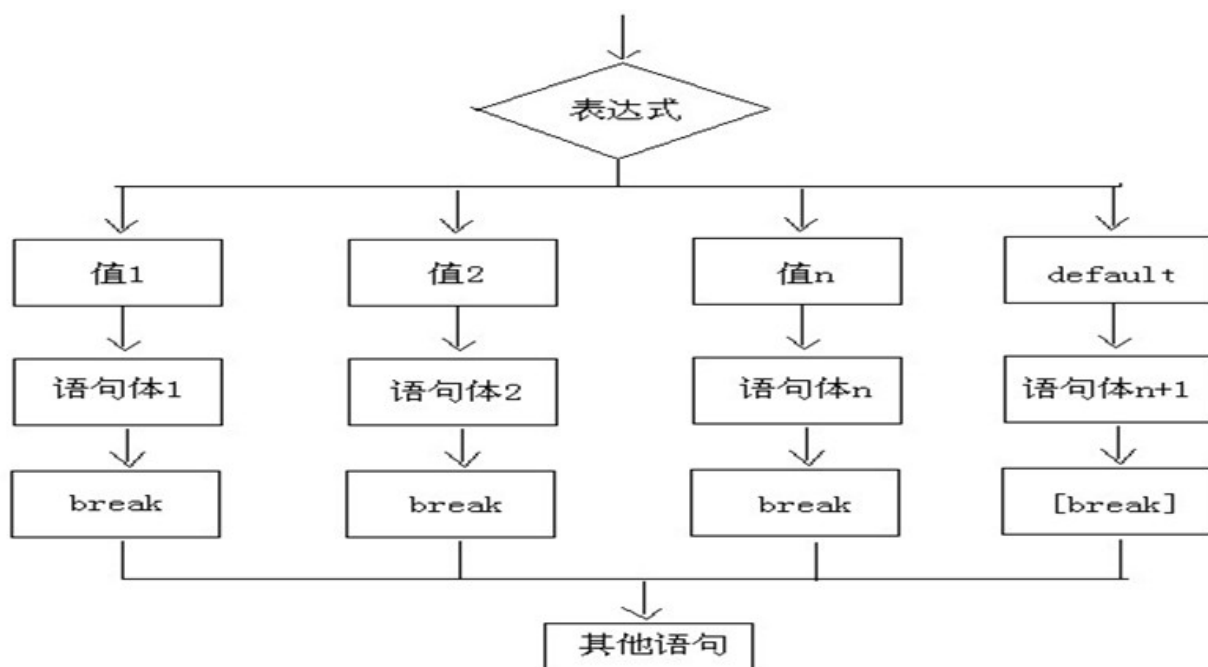 表达式
值1
值2
值n
default
语句体1
语句体2
语句体n
语句体n+1
break
break
break
[break]
其他语句